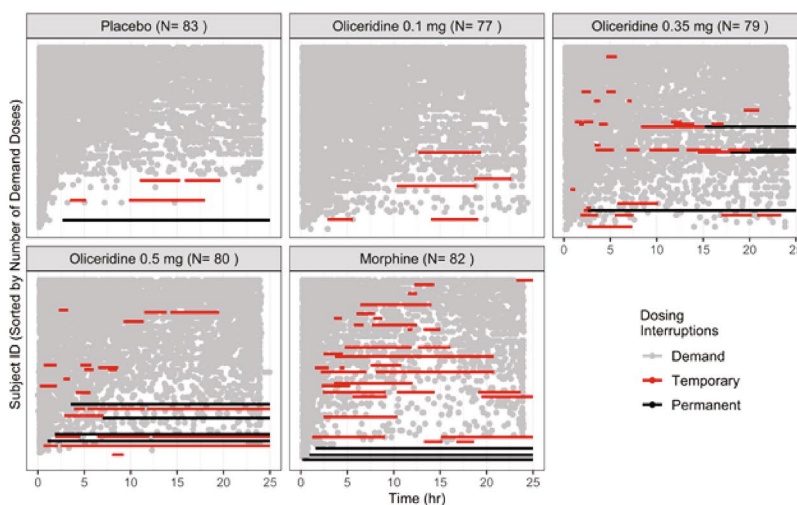 Placebo (N= 83 )
Oliceridine 0.1 mg (N= 77 )
Oliceridine 0.35 mg (N= 79 )
Subject ID (Sorted by Number of Demand Doses)
0 5 10 15 20 25
Oliceridine 0.5 mg (N= 80 )
Morphine (N= 82 )
Dosing
Interruptions
Demand
Temporary
Permanent
0 5 10 15 20 25 0 5 10 15 20 25
Time (hr)